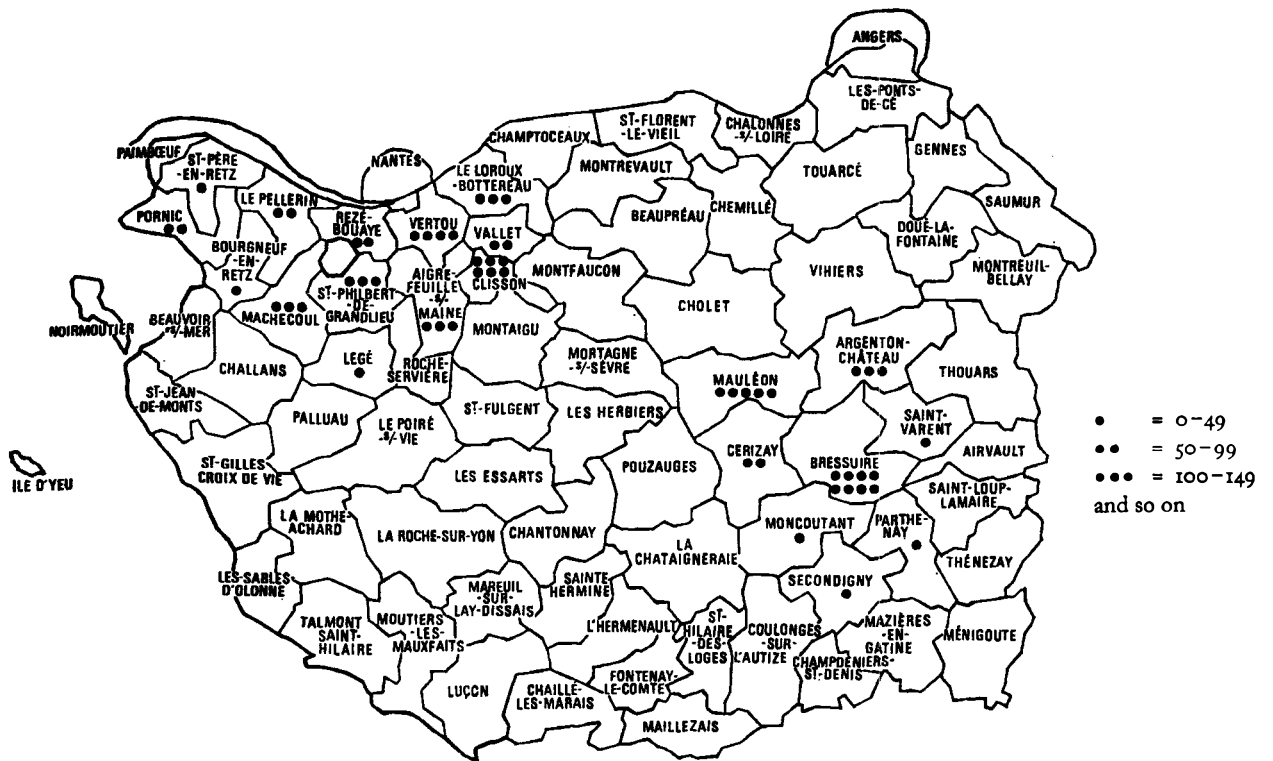 ANGERS
LES-PONTS-
DE-CÉ
ST-FLORENT
-LE-VIEIL
CHALONNES
-S/-LOIRE
CHAMPTOCEAUX
GENNES
PAIMBŒUF
ST-PÈRE
-EN-RETZ
NANTES
LE LOROUX
-BOTTEREAU
MONTREVAULT
TOUARCÉ
LE PELLERIN
CHEMILLÉ
SAUMUR
PORNIC
REZÉ-
BOUAYE
VERTOU
VALLET
BEAUPRÉAU
DOUÉ-LA-
FONTAINE
BOURGNEUF
-EN-
RETZ
AIGRE-
FEUILLE
-S/-
MAINE
CLISSON
MONTFAUCON
VIHIERS
MONTREUIL-
BELLAY
NOIRMOUTIER
BEAUVOIR
-S/-MER
MACHECOUL
ST-PHILBERT
-DE-
GRANDLIEU
MONTAIGU
CHOLET
CHALLANS
LEGÉ
ROCHE-
SERVIÈRE
MORTAGNE
-S/-SÈVRE
ARGENTON-
CHÂTEAU
THOUARS
MAULÉON
ST-JEAN
-DE-MONTS
PALLUAU
LE POIRÉ
-S/-VIE
ST-FULGENT
LES HERBIERS
SAINT-
VARENT
AIRVAULT
ST-GILLES
CROIX DE VIE
LES ESSARTS
POUZAUGES
CERIZAY
BRESSUIRE
ILE D'YEU
SAINT-LOUP-
LAMAIRE
LA MOTHE-
ACHARD
LA ROCHE-SUR-YON
CHANTONNAY
LA
CHATAIGNERAIE
MONCOUTANT
PARTHE-
NAY
THÉNEZAY
LES-SABLES
D'OLONNE
MAREUIL
-SUR-
LAY-DISSAIS
SAINTE
HERMINE
SECONDIGNY
TALMONT
SAINT-
HILAIRE
MOUTIERS
-LES-
MAUXFAITS
L'HERMENAULT
ST-
HILAIRE
-DES-
LOGES
COULONGES
-SUR-
L'AUTIZE
MAZIÈRES
-EN-
GATINE
MÉNIGOUTE
CHAMPDENIERS-
ST-DENIS
LUÇON
CHAILLÉ-
LES-MARAIS
FONTENAY-
LE-COMTE
MAILLEZAIS
= 0–49
= 50–99
= 100–149
and so on